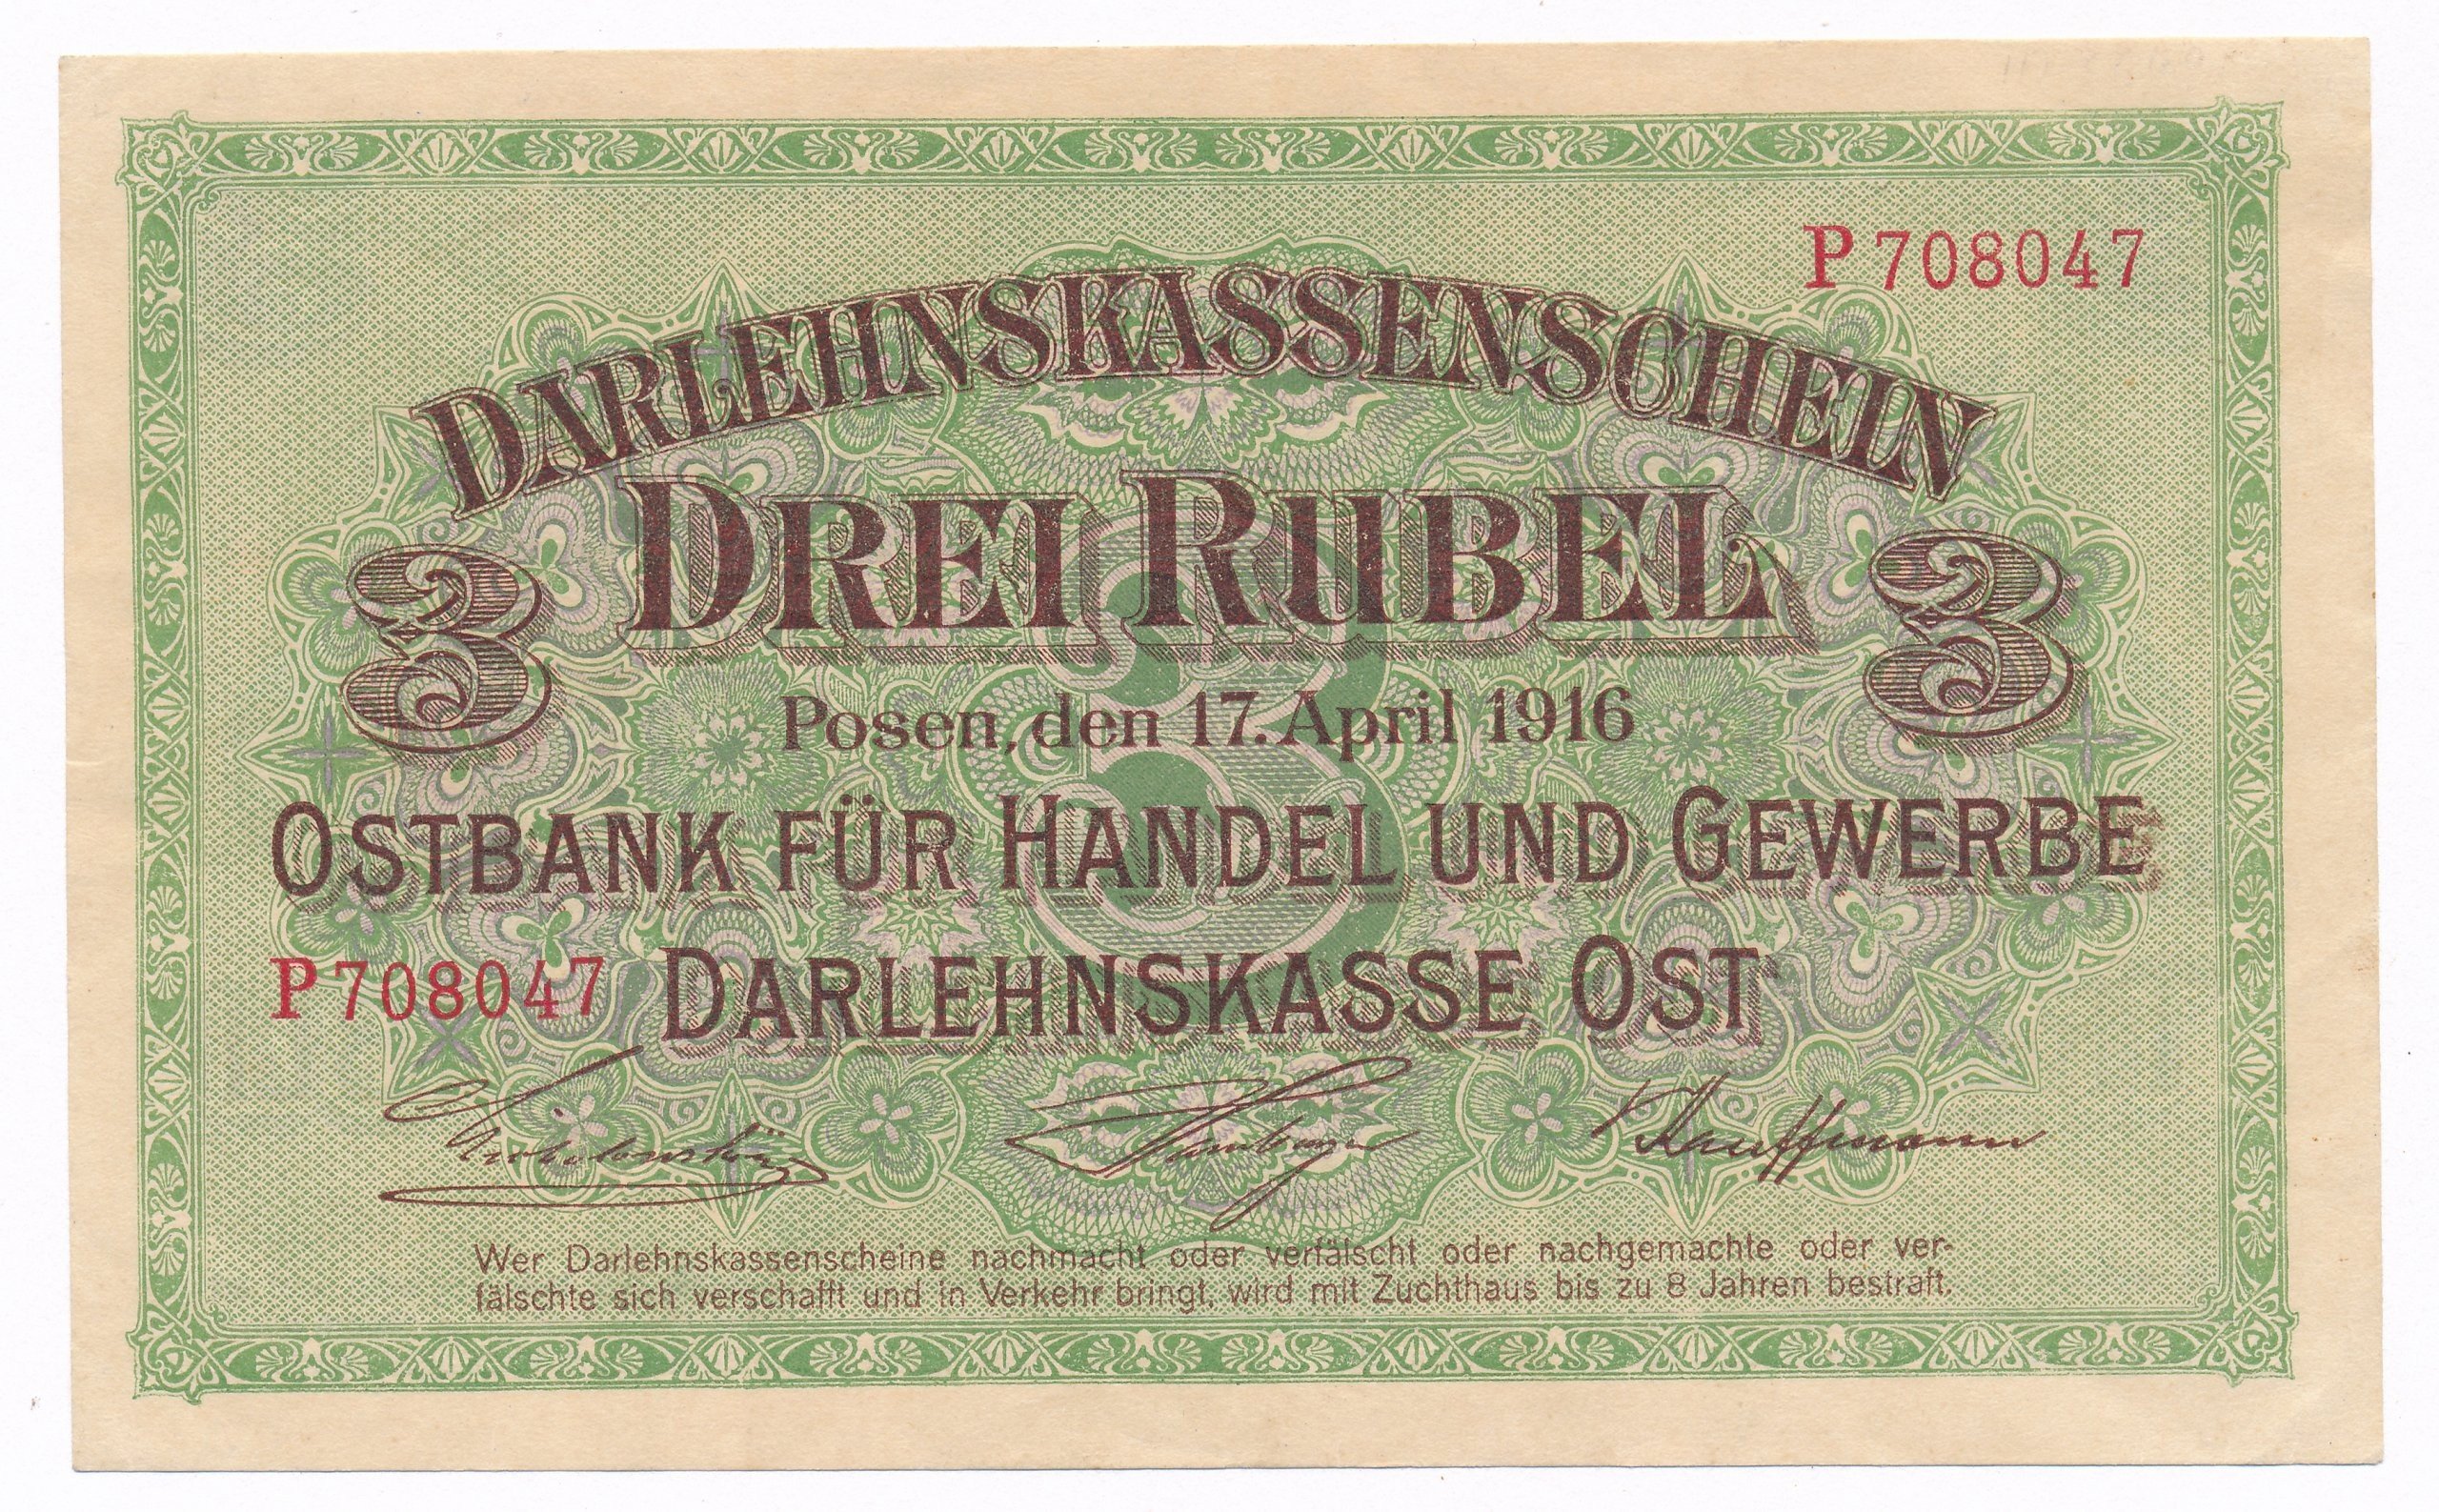 P708047
DARLEHNSKASSENSCHEIN
3 DREI RUBEL 3
Posen, den 17. April 1916
3
OSTBANK FÜR HANDEL UND GEWERBE
P708047 DARLEHNSKASSE OST
Kauffmann
Wer Darlehnskassenscheine nachmacht oder verfälscht oder nachgemachte oder ver-
fälschte sich verschafft und in Verkehr bringt, wird mit Zuchthaus bis zu 8 Jahren bestraft.